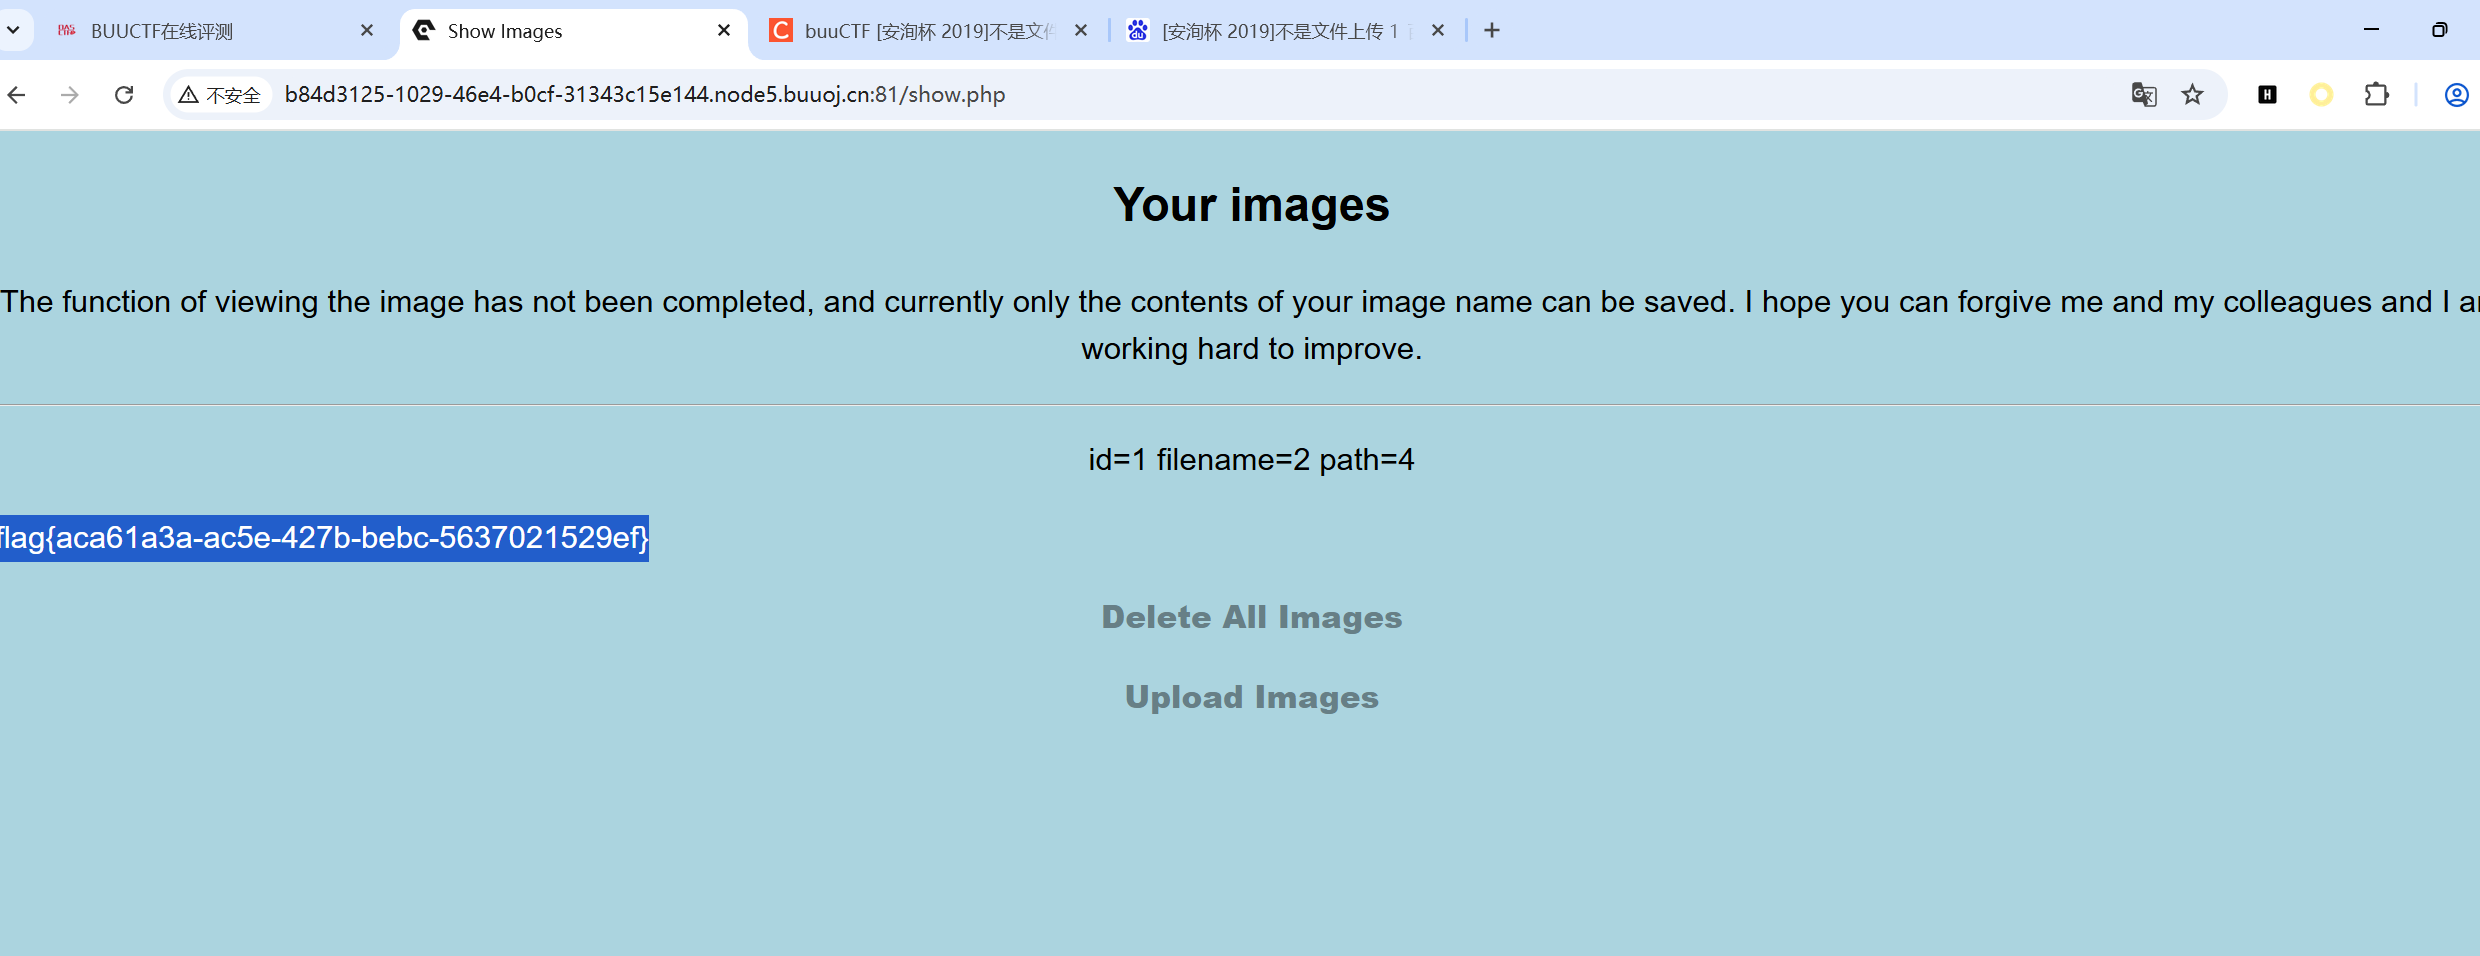 BUUCTF在线评测
Show Images
buuCTF [安洵杯 2019]不是文
[安洵杯 2019]不是文件上传 1
不安全 b84d3125-1029-46e4-b0cf-31343c15e144.node5.buuoj.cn:81/show.php
Your images
The function of viewing the image has not been completed, and currently only the contents of your image name can be saved. I hope you can forgive me and my colleagues and I
working hard to improve.
id=1 filename=2 path=4
flag{aca61a3a-ac5e-427b-bebc-5637021529ef}
Delete All Images
Upload Images